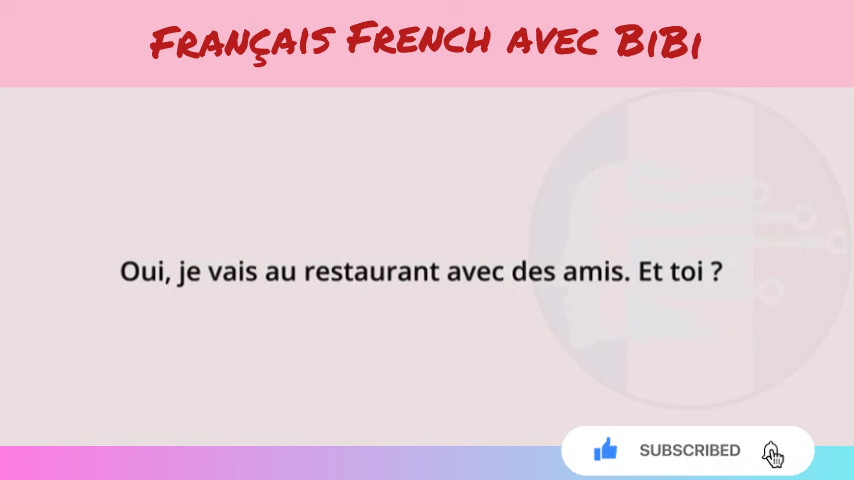 Français French avec BiBi
Oui, je vais au restaurant avec des amis. Et toi ?
SUBSCRIBED